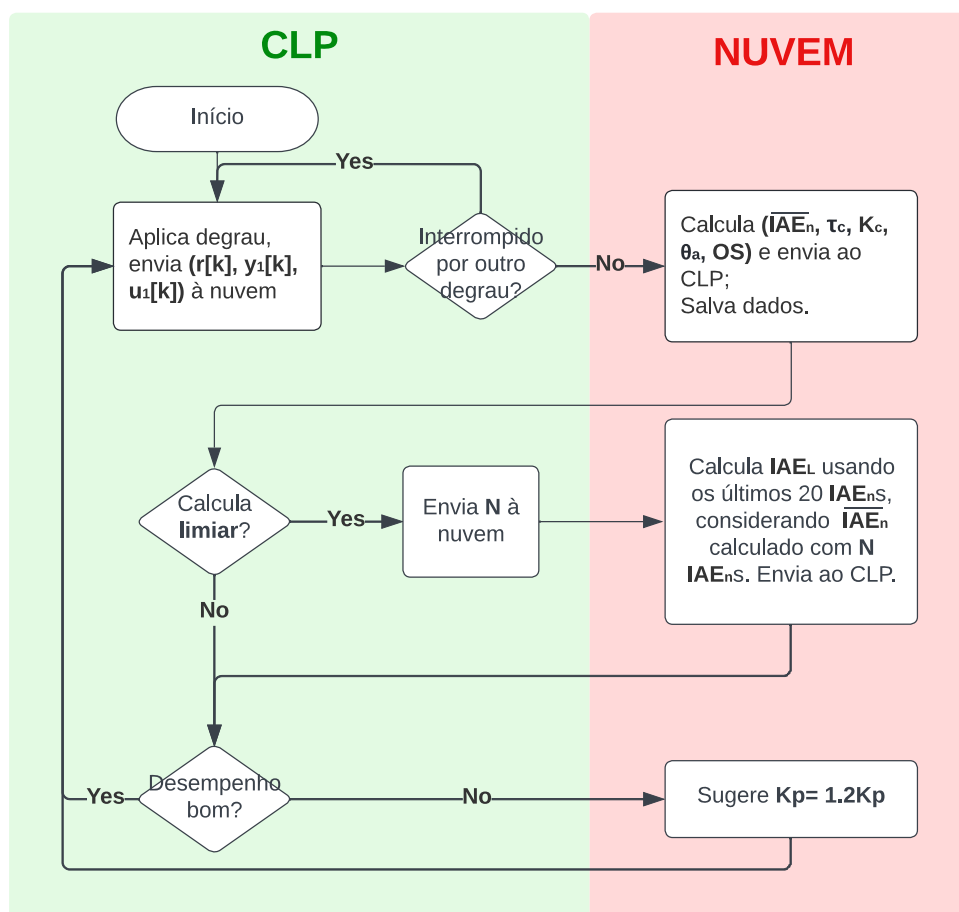 CLP
NUVEM
Início
Yes
Aplica degrau,
envia (r[k], y₁[k],
u₁[k]) à nuvem
Interrompido
por outro
degrau?
No
Calcula (I̅A̅E̅ₙ, τc, Kc,
θa, OS) e envia ao
CLP;
Salva dados.
Calcula
limiar?
Yes
Envia N à
nuvem
Calcula IAEL usando
os últimos 20 IAEₙs,
considerando I̅A̅E̅ₙ
calculado com N
IAEₙs. Envia ao CLP.
No
Desempenho
bom?
Yes
No
Sugere Kp= 1.2Kp